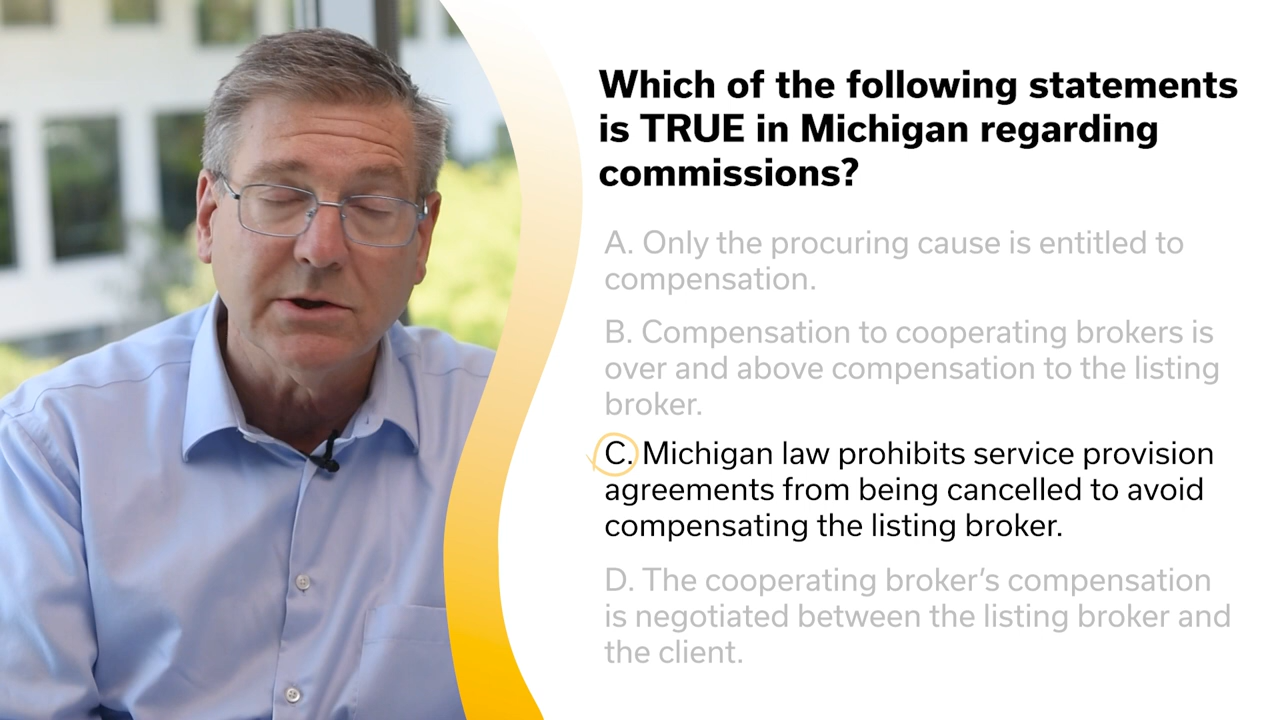 Which of the following statements
is TRUE in Michigan regarding
commissions?
A. Only the procuring cause is entitled to
compensation.
B. Compensation to cooperating brokers is
over and above compensation to the listing
broker.
C. Michigan law prohibits service provision
agreements from being cancelled to avoid
compensating the listing broker.
D. The cooperating broker’s compensation
is negotiated between the listing broker and
the client.